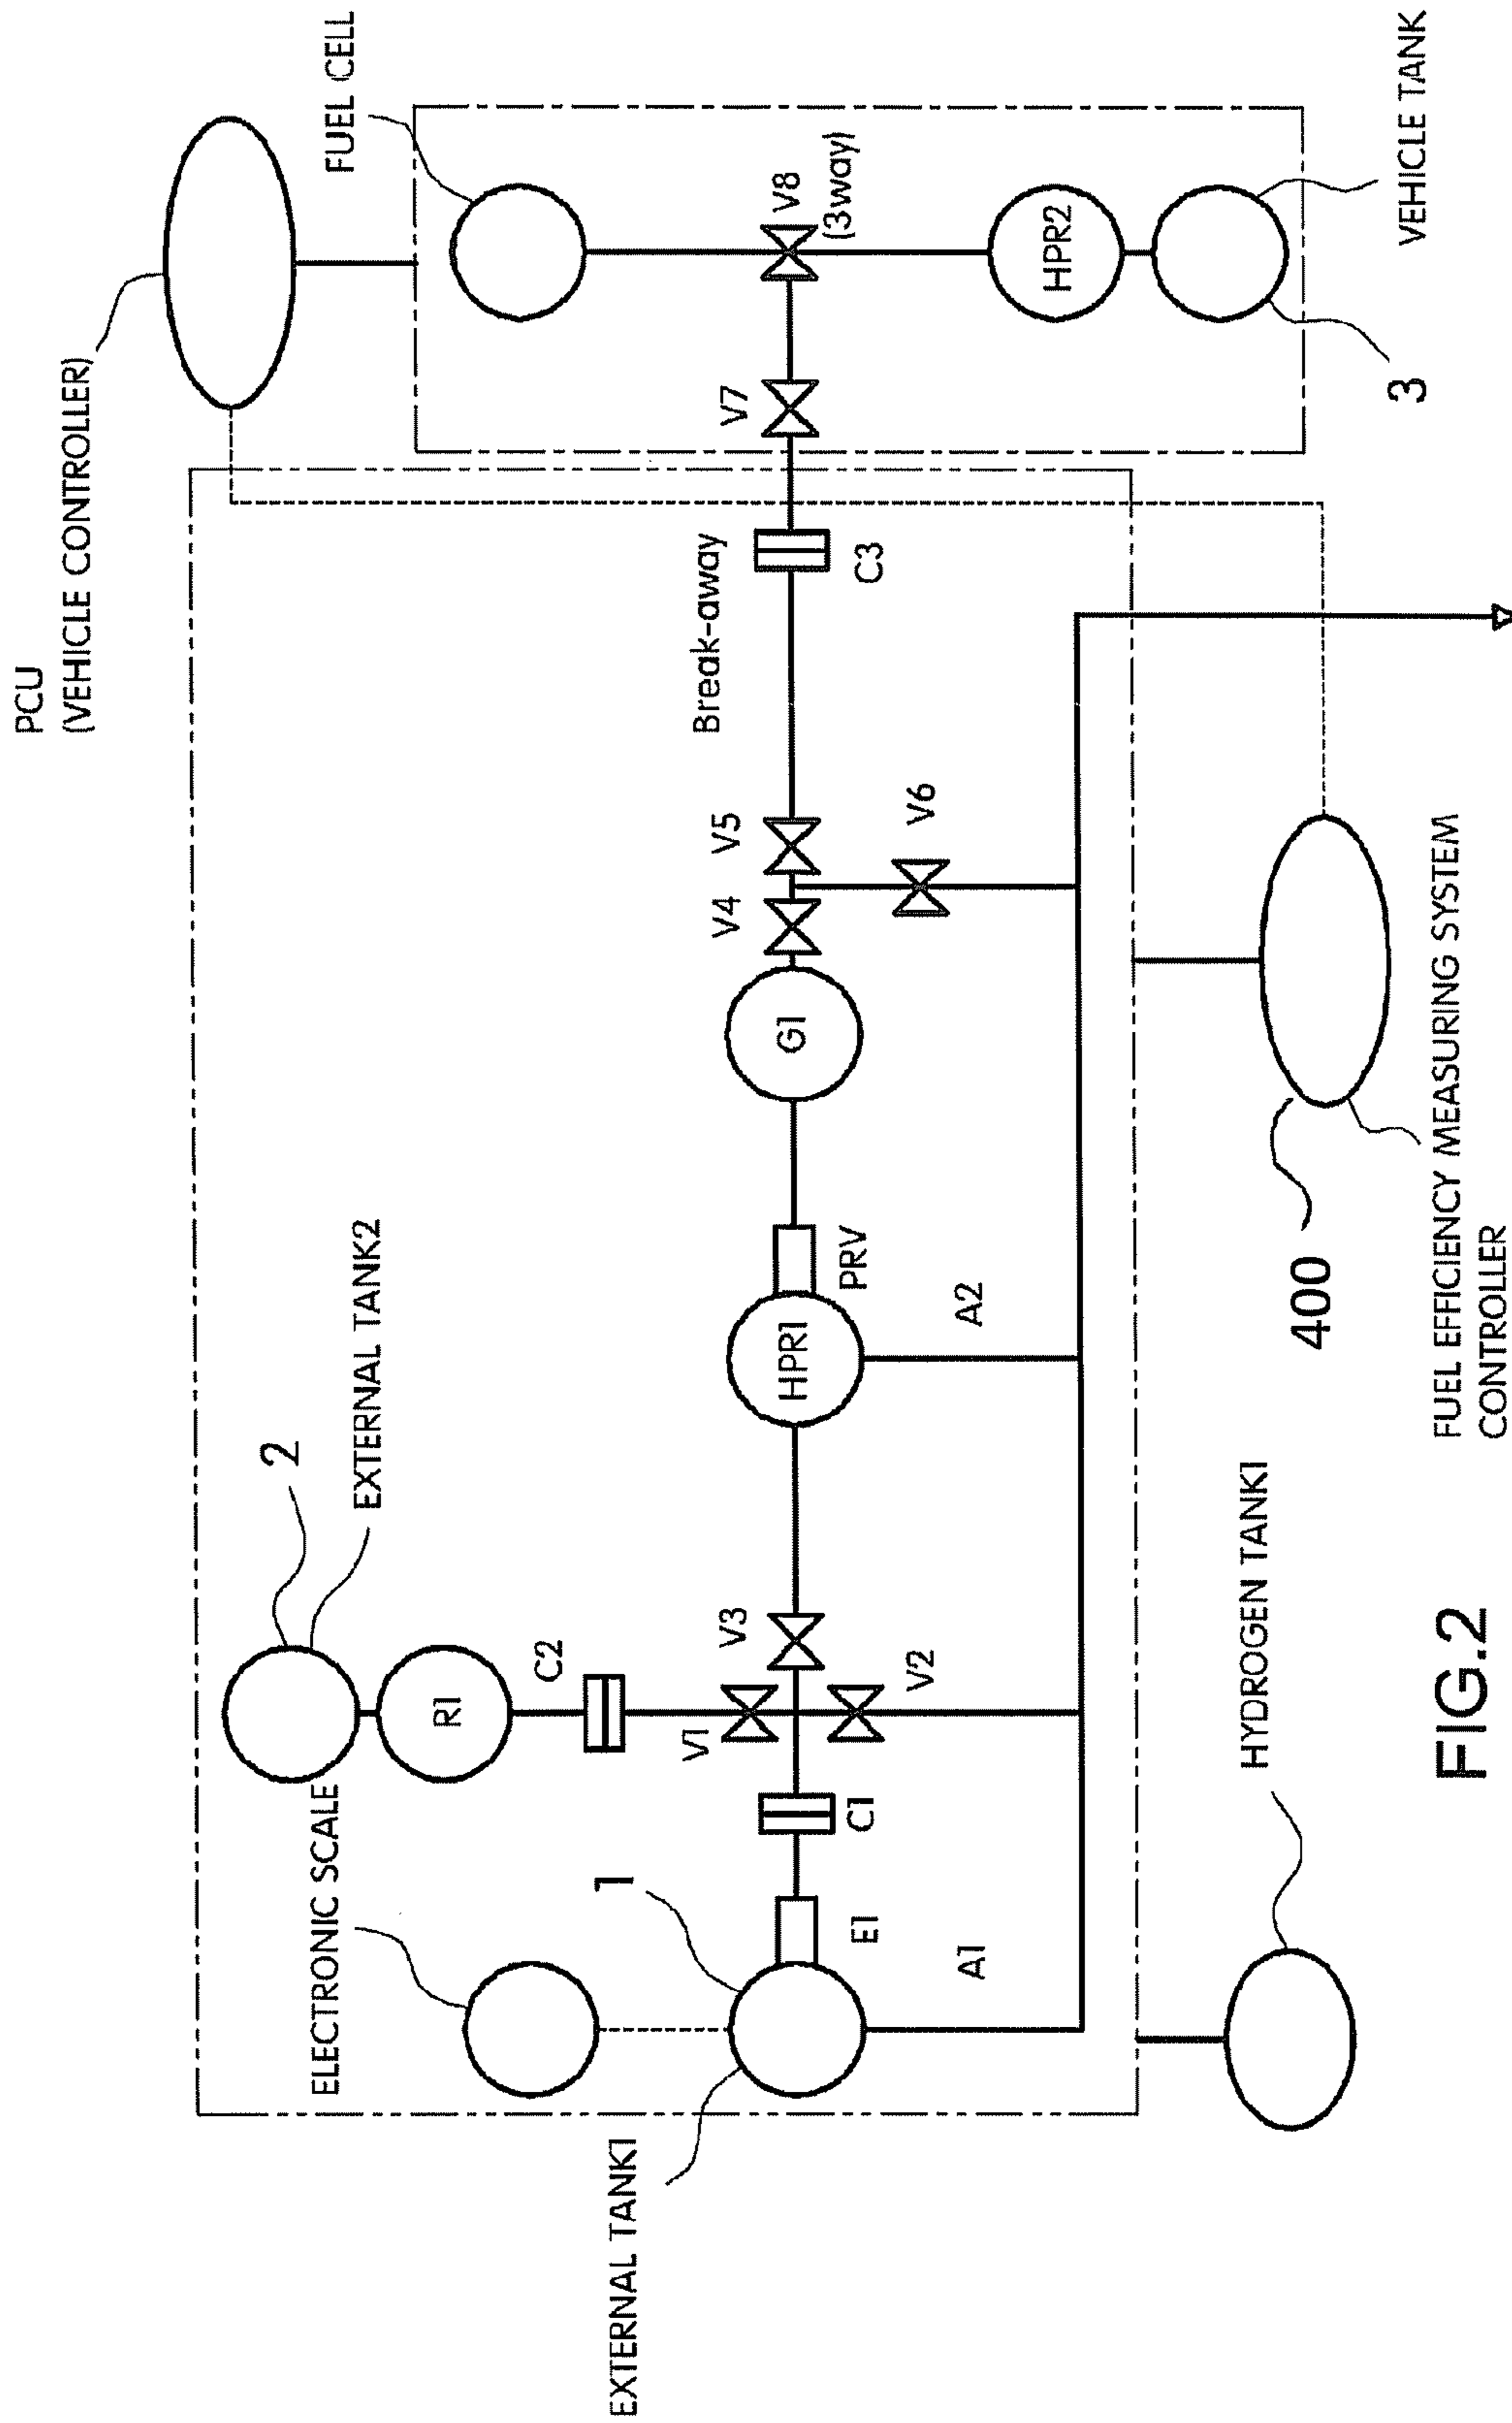 PCU
(VEHICLE CONTROLLER)
FUEL CELL
V8
(3way)
HPR2
VEHICLE TANK
3
V7
Break-away
C3
V5
V4
V6
G1
PRV
HPR1
A2
2
EXTERNAL TANK2
R1
C2
V3
V1
V2
ELECTRONIC SCALE
1
C1
E1
A1
EXTERNAL TANK1
HYDROGEN TANK1
400
FUEL EFFICIENCY MEASURING SYSTEM
CONTROLLER
FIG.2